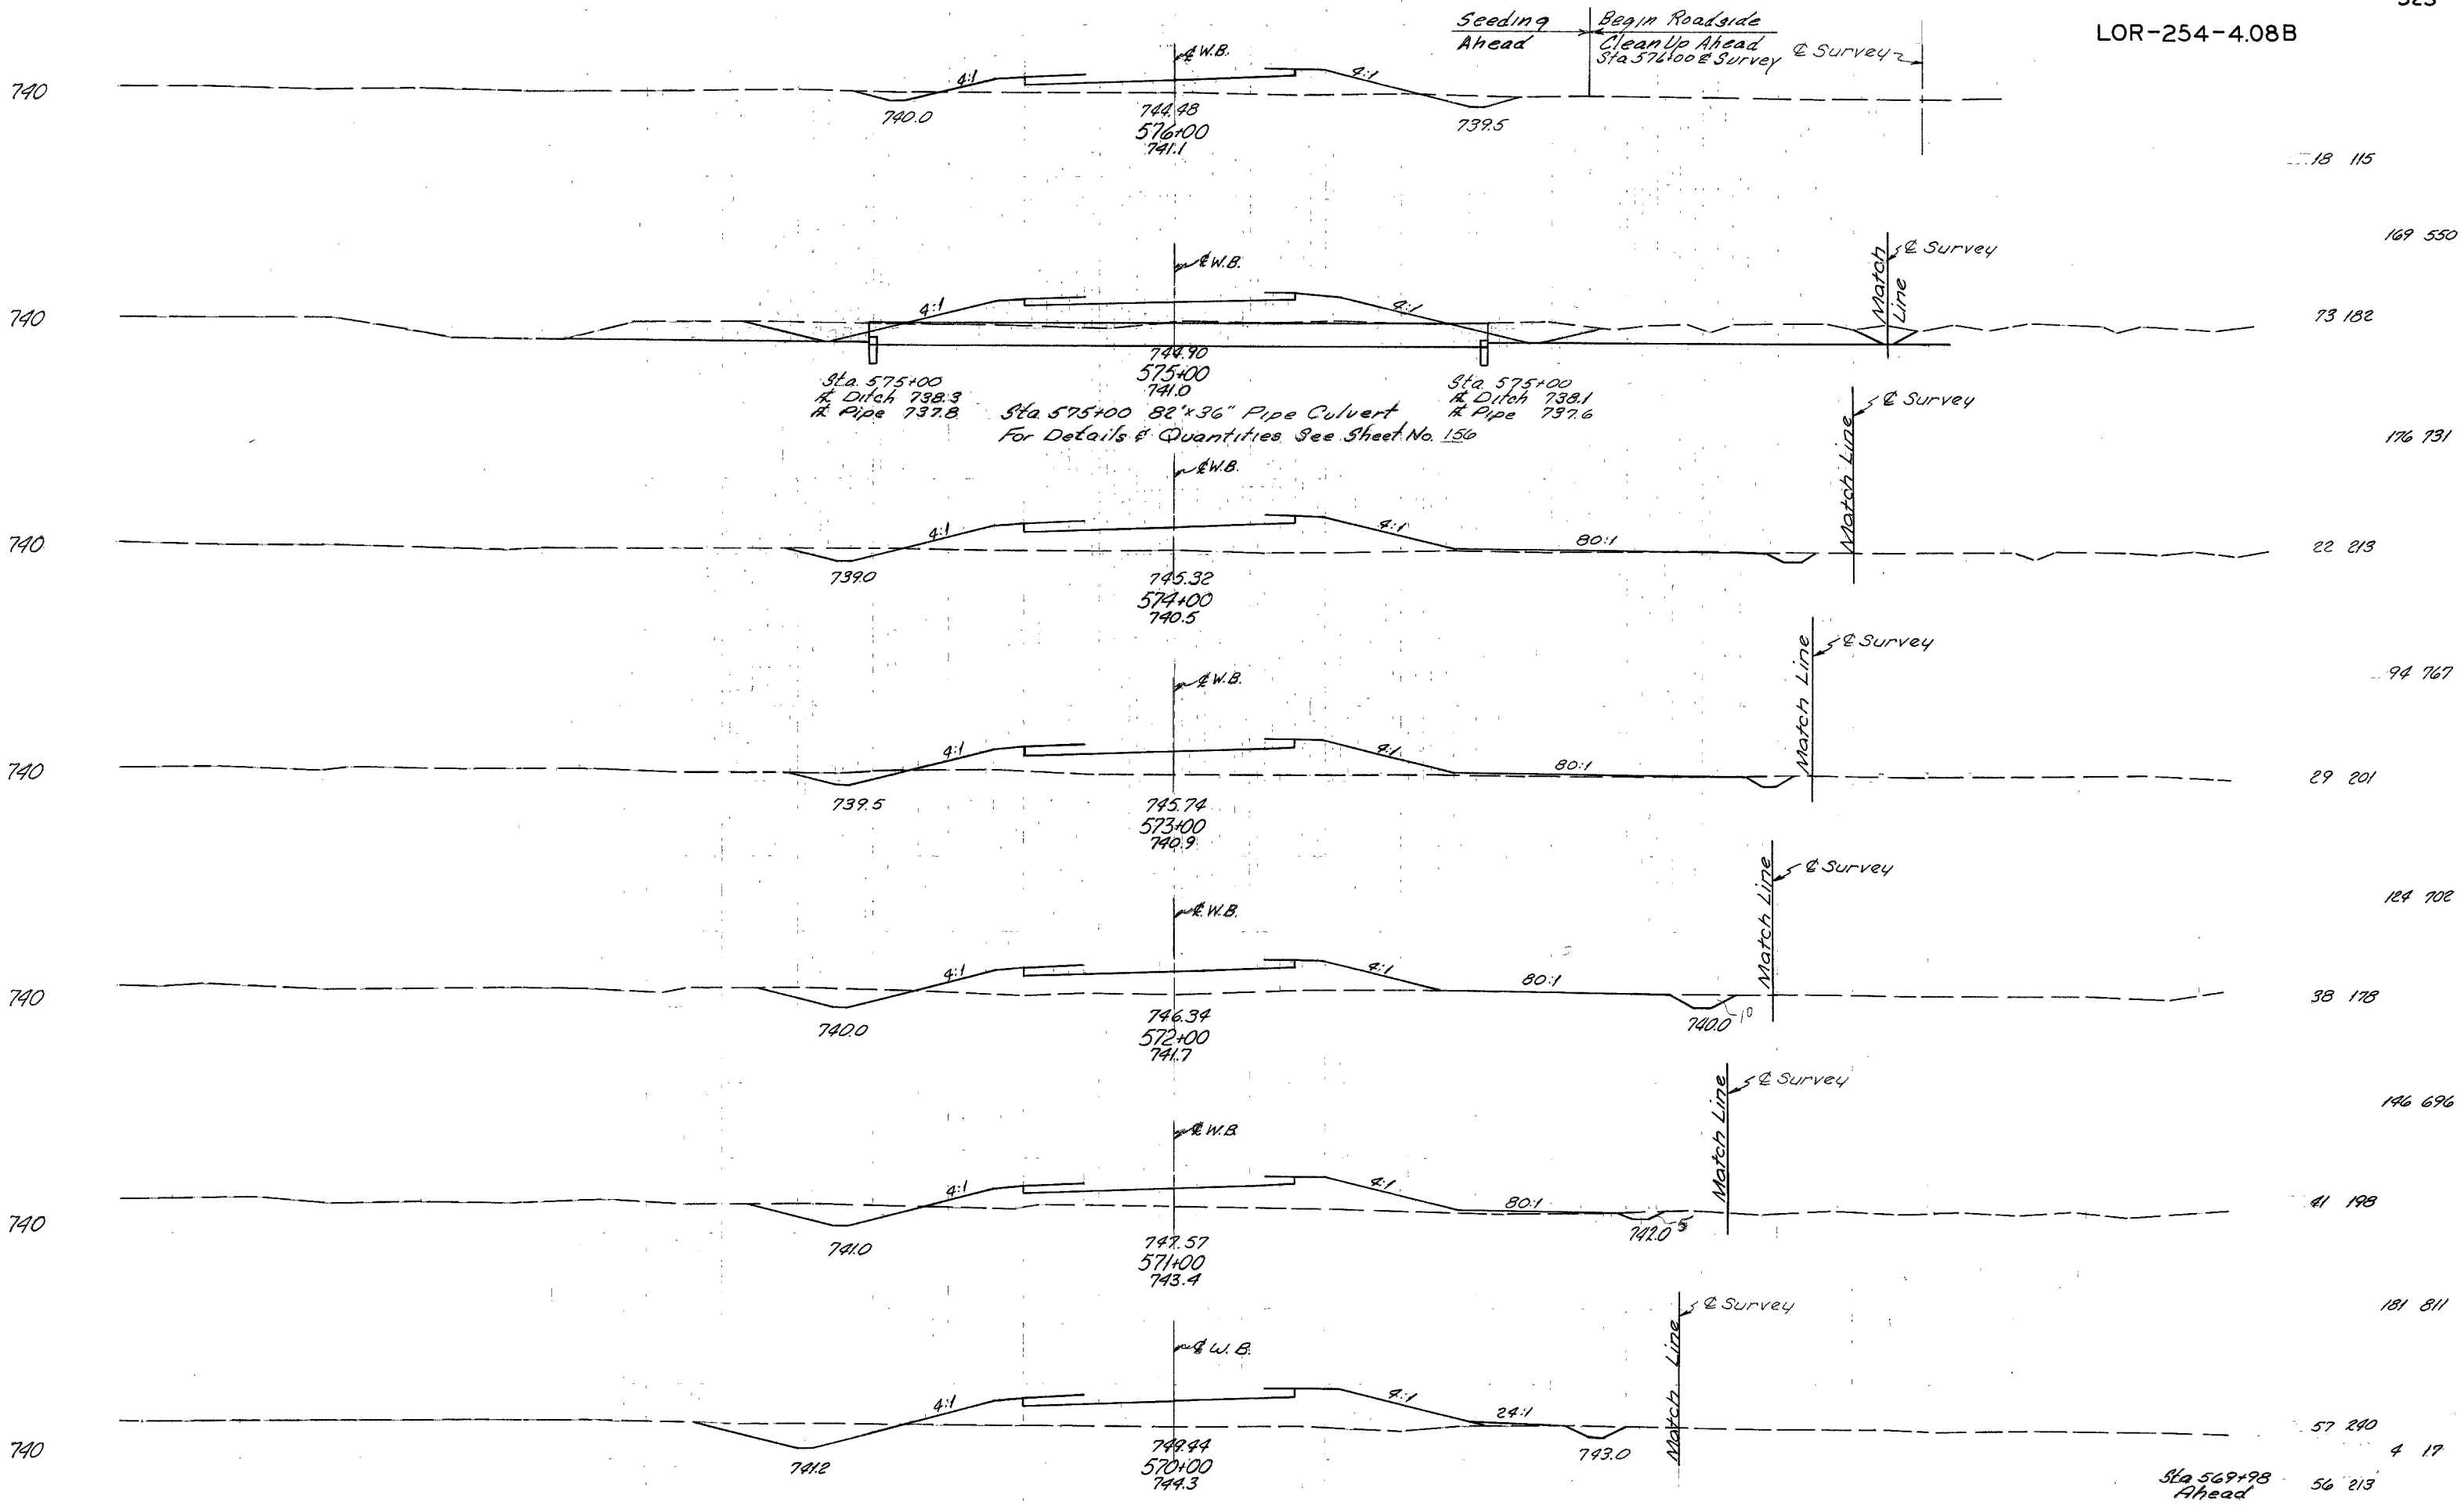 LOR-254-4.08B
Seeding Ahead
Begin Roadside
Clean Up Ahead
Sta 576+00 ℄ Survey
℄ Survey
℄ W.B.
4:1
4:1
740
740.0
744.48
576+00
741.1
739.5
18 115
169 550
℄ W.B.
Match Line
℄ Survey
4:1
4:1
740
73 182
744.90
575+00
741.0
Sta. 575+00
℄ Ditch 738.3
℄ Pipe 737.8
Sta. 575+00
℄ Ditch 738.1
℄ Pipe 737.6
Sta 575+00 82'x36" Pipe Culvert
For Details & Quantities See Sheet No. 156
176 731
℄ W.B.
Match Line
℄ Survey
4:1
4:1
80:1
740
739.0
745.32
574+00
740.5
22 213
94 767
℄ W.B.
Match Line
℄ Survey
4:1
4:1
80:1
740
739.5
745.74
573+00
740.9
29 201
124 702
℄ W.B.
Match Line
℄ Survey
4:1
4:1
80:1
740
740.0
746.34
572+00
741.7
740.0
10
38 178
146 696
℄ W.B.
Match Line
℄ Survey
4:1
4:1
80:1
740
741.0
747.57
571+00
743.4
742.0
5
41 198
181 811
℄ W.B.
Match Line
℄ Survey
4:1
4:1
24:1
740
741.2
749.44
570+00
744.3
743.0
57 240
4 17
Sta 569+98
Ahead
56 213